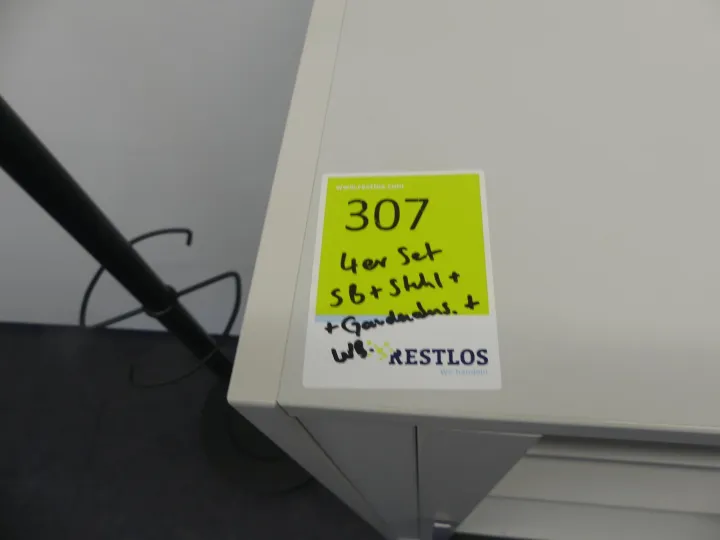 www.restlos.com
307
4er Set
SB + Stuhl +
+ +
WB.
RESTLOS